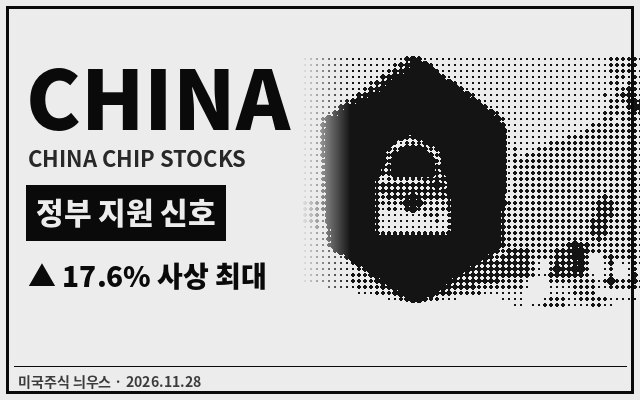 CHINA
CHINA CHIP STOCKS
정부 지원 신호
▲ 17.6% 사상 최대
미국주식 늬우스 · 2026.11.28